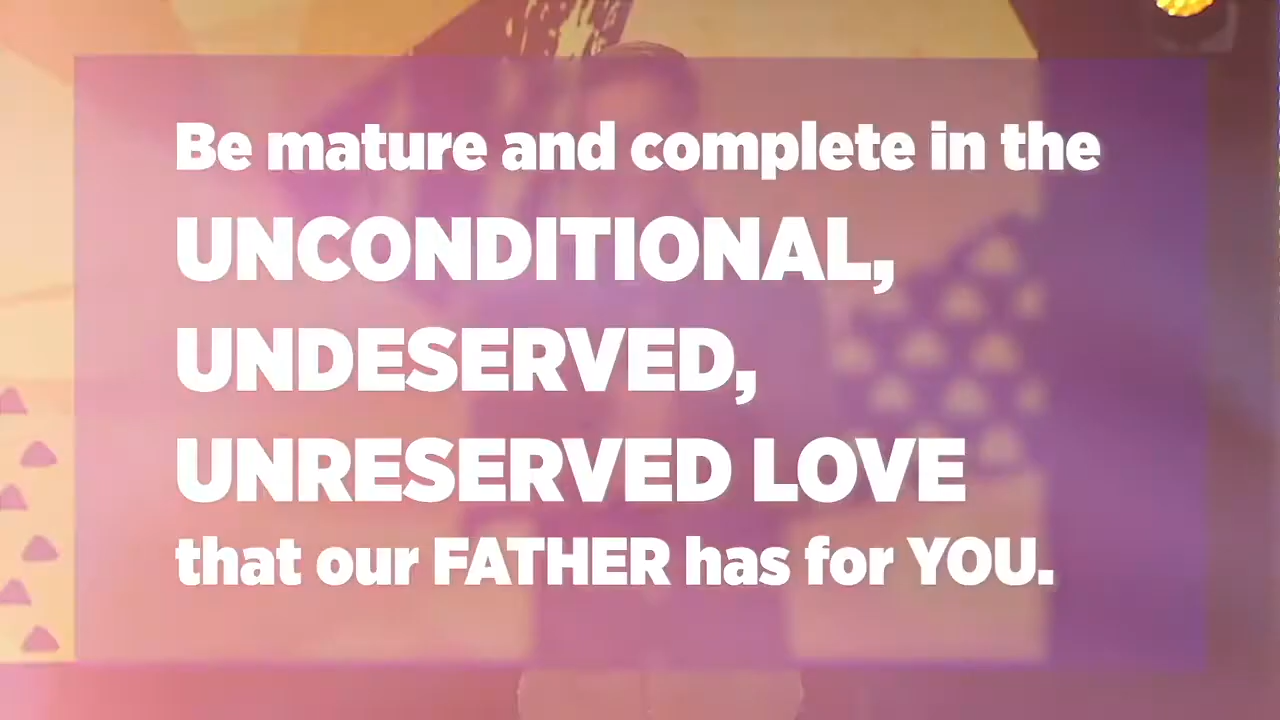 Be mature and complete in the
UNCONDITIONAL,
UNDESERVED,
UNRESERVED LOVE
that our FATHER has for YOU.